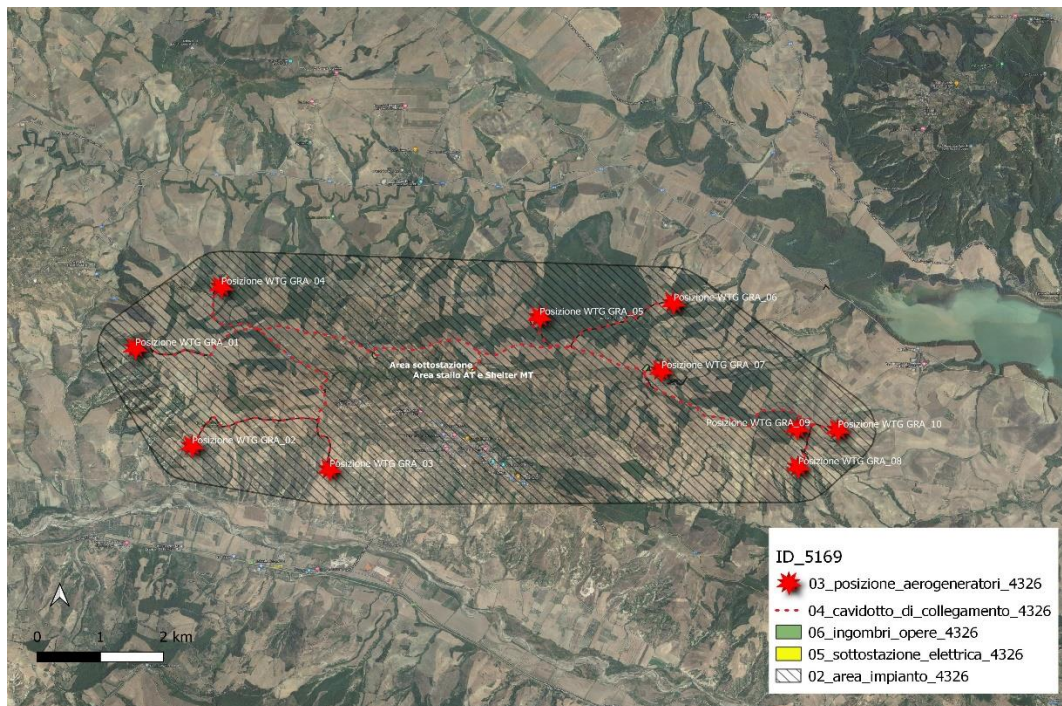 Posizione WTG GRA_04
Posizione WTG GRA_06
Posizione WTG GRA_05
Posizione WTG GRA_01
Area sottostazione
Area stallo AT e Shelter MT
Posizione WTG GRA_07
Posizione WTG GRA_09
Posizione WTG GRA_10
Posizione WTG GRA_02
Posizione WTG GRA_08
Posizione WTG GRA_03
ID_5169
03_posizione_aerogeneratori_4326
04_cavidotto_di_collegamento_4326
06_ingombri_opere_4326
05_sottostazione_elettrica_4326
02_area_impianto_4326
0 1 2 km